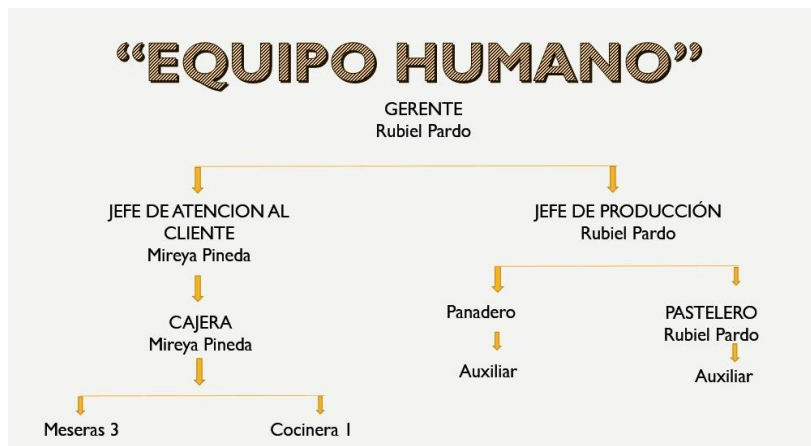 “EQUIPO HUMANO”
GERENTE
Rubiel Pardo
JEFE DE ATENCION AL
CLIENTE
Mireya Pineda
JEFE DE PRODUCCIÓN
Rubiel Pardo
CAJERA
Mireya Pineda
Panadero
PASTELERO
Rubiel Pardo
Auxiliar
Auxiliar
Meseras 3
Cocinera 1